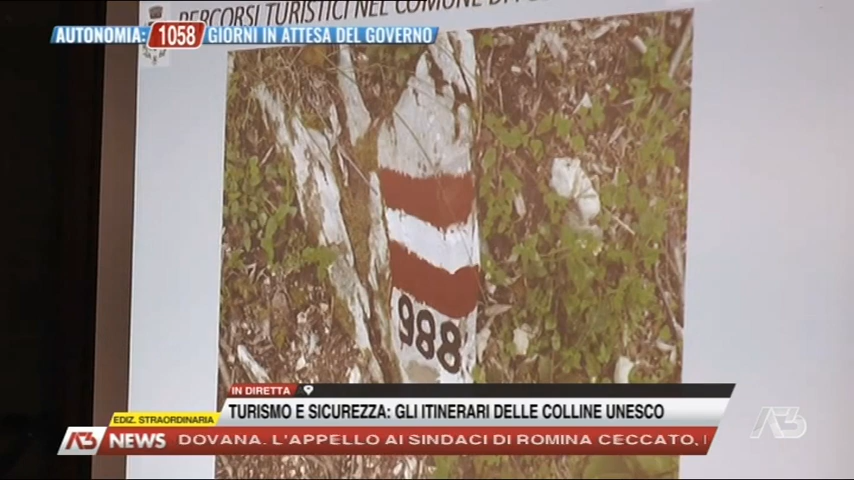 PERCORSI TURISTICI NEL COMUNE DI
AUTONOMIA: 1058 GIORNI IN ATTESA DEL GOVERNO
988
IN DIRETTA
EDIZ. STRAORDINARIA
TURISMO E SICUREZZA: GLI ITINERARI DELLE COLLINE UNESCO
A3 NEWS DOVANA. L'APPELLO AI SINDACI DI ROMINA CECCATO,
A3